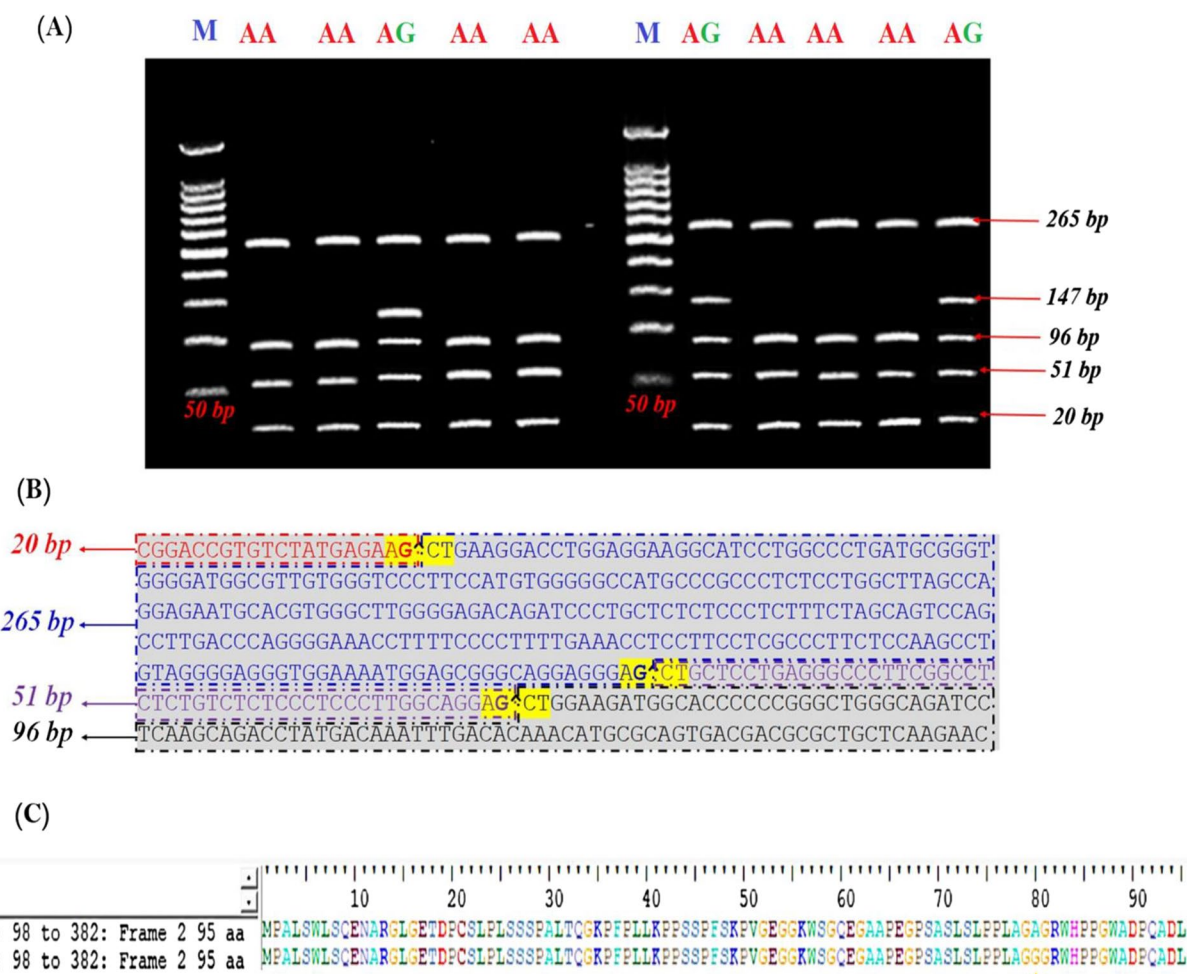 (A)
M AA AA AG AA AA M AG AA AA AA AG
265 bp
147 bp
96 bp
51 bp
20 bp
50 bp 50 bp
(B)
20 bp CGGACCGTGTCTATGAGAAG^CTGAAGGACCTGGAGGAAGGCATCCTGGCCCTGATGCGGGT
GGGGATGGCGTTGTGGGTCCCTTCCATGTGGGGGCCATGCCCGCCCTCTCCTGGCTTAGCCA
265 bp GGAGAATGCACGTGGGCTTGGGGAGACAGATCCCTGCTCTCTCCCTCTTTCTAGCAGTCCAG
CCTTGACCCAGGGGAAACCTTTTCCCCTTTTGAAACCTCCTTCCTCGCCCTTCTCCAAGCCT
GTAGGGGAGGGTGGAAAATGGAGCGGGCAGGAGGGAG^CTGCTCCTGAGGGCCCTTCGGCCT
51 bp CTCTGTCTCTCCCTCCCTTGGCAGGAG^CTGGAAGATGGCACCCCCCGGGCTGGGCAGATCC
96 bp TCAAGCAGACCTATGACAAATTTGACACAAACATGCGCAGTGACGACGCGCTGCTCAAGAAC
(C)
10 20 30 40 50 60 70 80 90
98 to 382: Frame 2 95 aa MPALSWLSQENARGLGETDPCSLPLSSSPALTQGKPFPLLKPPSSPFSKPVGEGGKWSGQEGAAPEGPSASLSLPPLAGAGRWHPPGWADPQADL
98 to 382: Frame 2 95 aa MPALSWLSQENARGLGETDPCSLPLSSSPALTQGKPFPLLKPPSSPFSKPVGEGGKWSGQEGAAPEGPSASLSLPPLAGGGRWHPPGWADPQADL